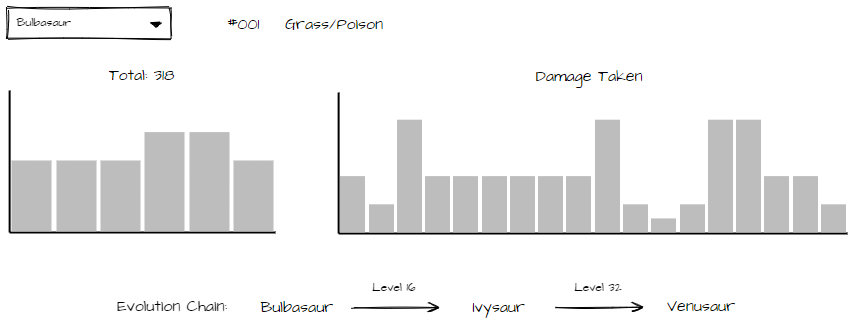 Bulbasaur #001 Grass/Poison
Total: 318
Damage Taken
Level 16 Level 32
Evolution Chain: Bulbasaur Ivysaur Venusaur